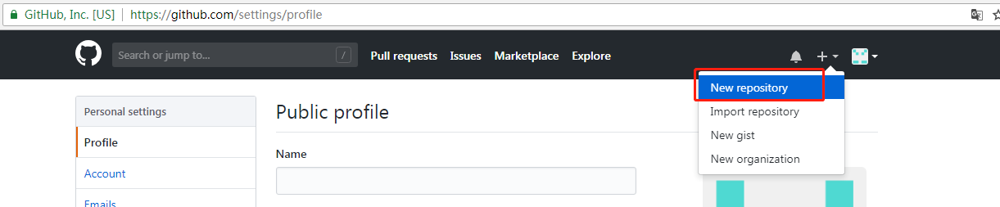 GitHub, Inc. [US] | https://github.com/settings/profile
Search or jump to... / Pull requests Issues Marketplace Explore
New repository
Import repository
New gist
New organization
Personal settings
Profile
Account
Emails
Public profile
Name